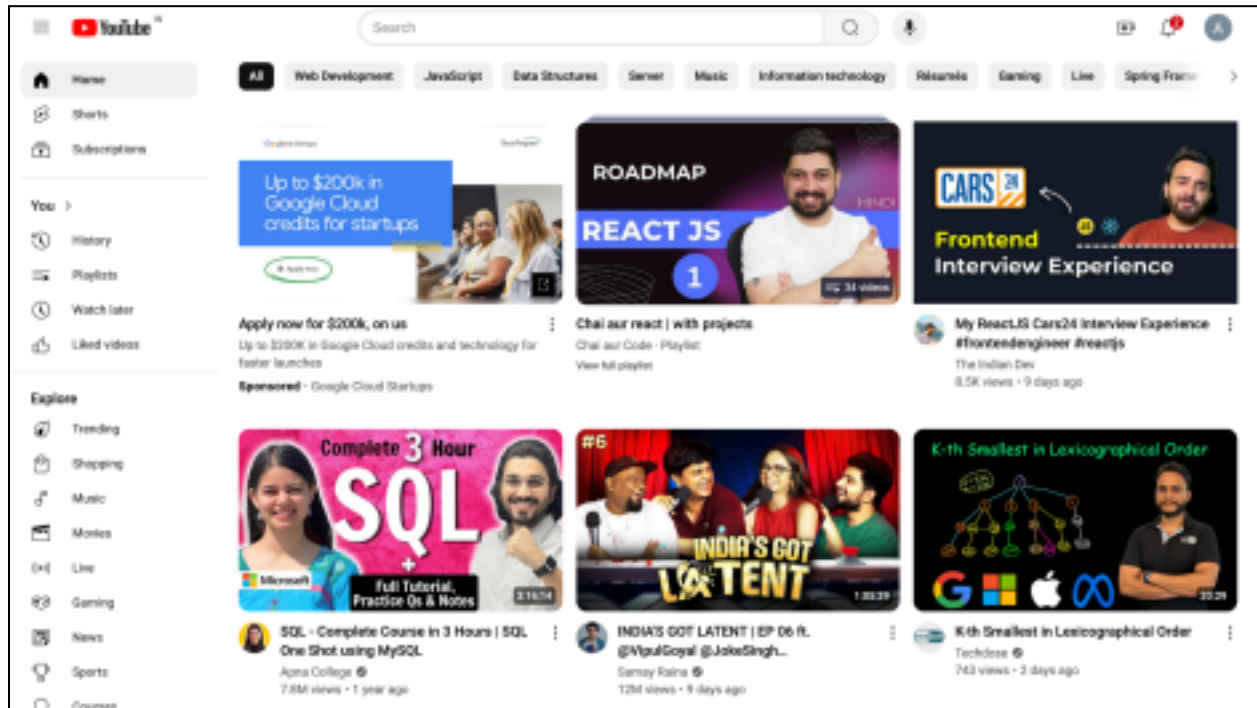 YouTube IN
Search
A
Home
Shorts
Subscriptions
You
History
Playlists
Watch later
Liked videos
Explore
Trending
Shopping
Music
Movies
Live
Gaming
News
Sports
Courses
All Web Development JavaScript Data Structures Server Music Information technology Résumés Gaming Live Spring Frame
Up to $200k in
Google Cloud
credits for startups
Apply now
Apply now for $200k, on us
Up to $200K in Google Cloud credits and technology for
faster launches
Sponsored · Google Cloud Startups
ROADMAP
HINDI
REACT JS
1
34 videos
Chai aur react | with projects
Chai aur Code · Playlist
View full playlist
CARS 24
JS
Frontend
Interview Experience
My ReactJS Cars24 Interview Experience
#frontendengineer #reactjs
The Indian Dev
8.5K views · 9 days ago
Complete 3 Hour
SQL
+
Microsoft
Full Tutorial,
Practice Qs & Notes
3:16:14
SQL - Complete Course in 3 Hours | SQL
One Shot using MySQL
Apna College
7.8M views · 1 year ago
#6
INDIA'S GOT
LATENT
1:03:29
INDIA'S GOT LATENT | EP 06 ft.
@VipulGoyal @JokeSingh...
Samay Raina
12M views · 9 days ago
K-th Smallest in Lexicographical Order
K-th Smallest in Lexicographical Order
Techdose
743 views · 2 days ago